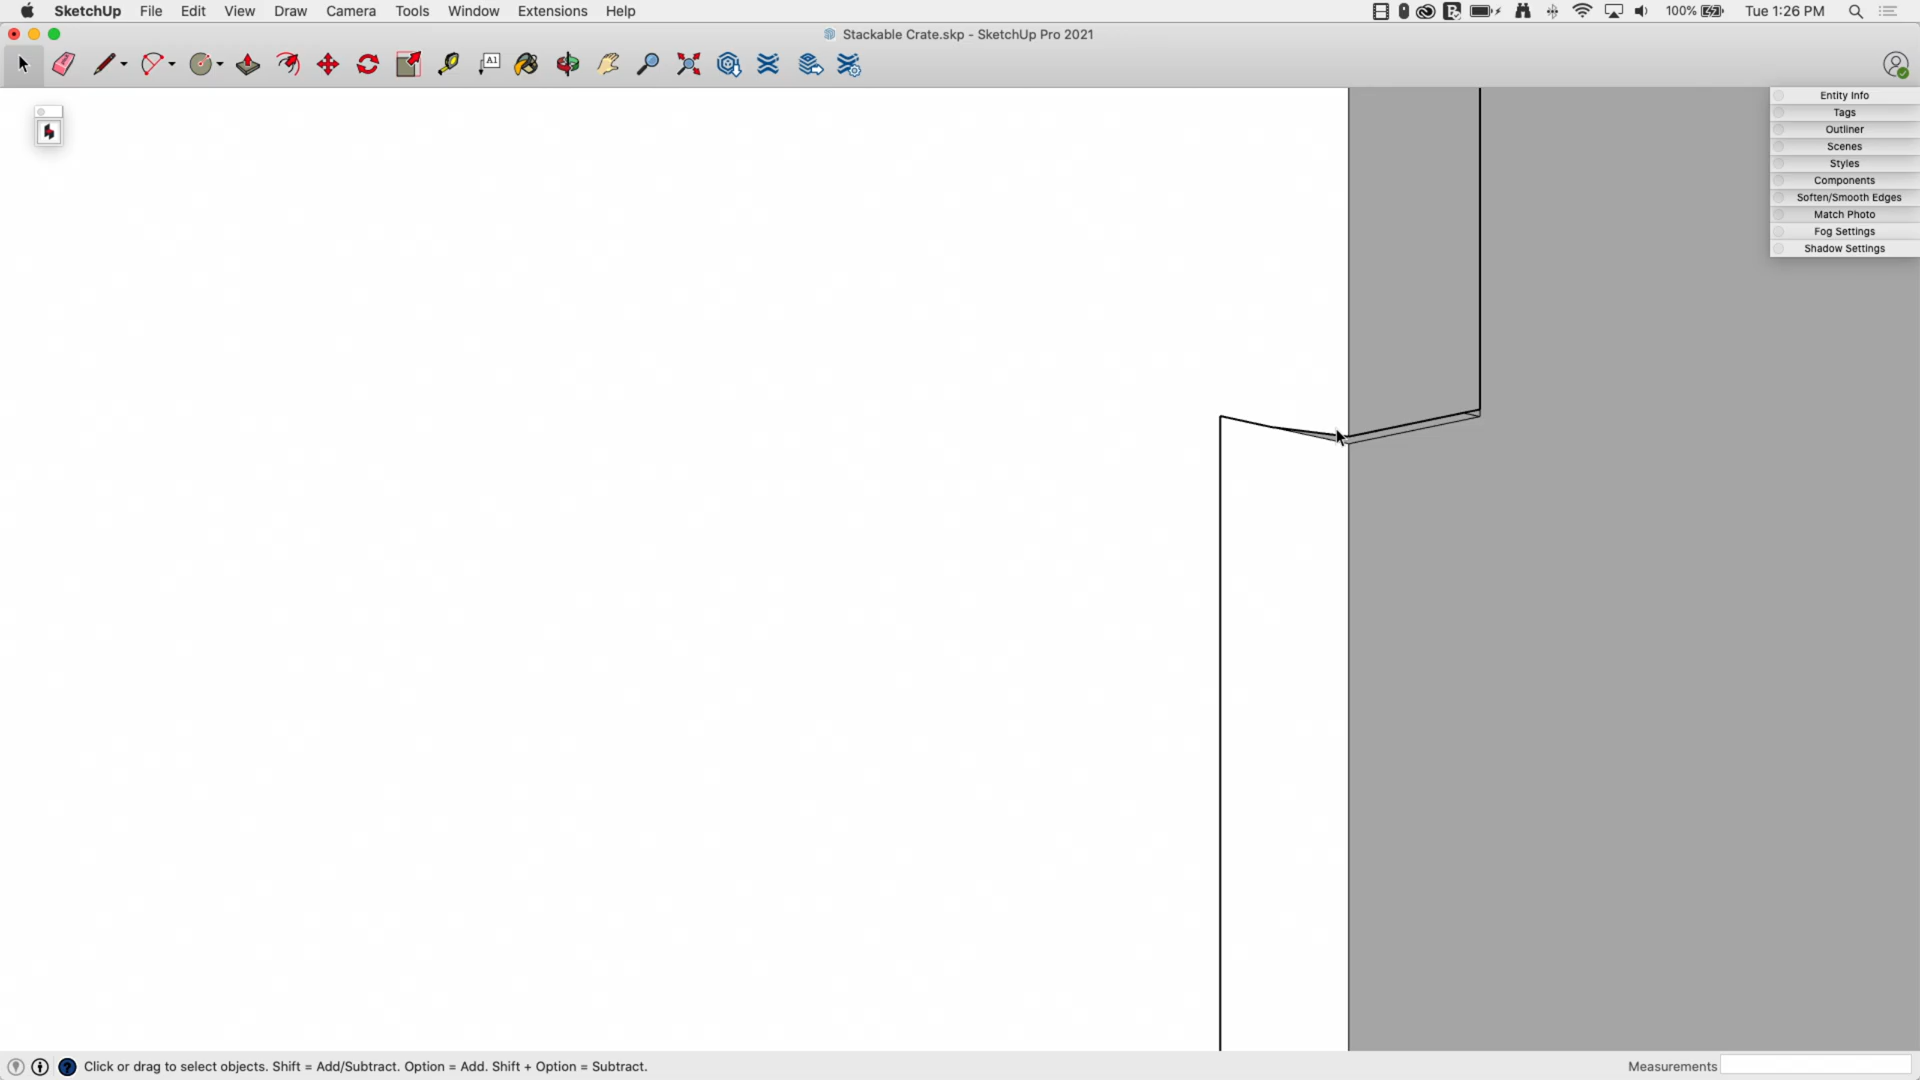 SketchUp File Edit View Draw Camera Tools Window Extensions Help 100% Tue 1:26 PM
Stackable Crate.skp - SketchUp Pro 2021
A1
Entity Info
Tags
Outliner
Scenes
Styles
Components
Soften/Smooth Edges
Match Photo
Fog Settings
Shadow Settings
Click or drag to select objects. Shift = Add/Subtract. Option = Add. Shift + Option = Subtract. Measurements